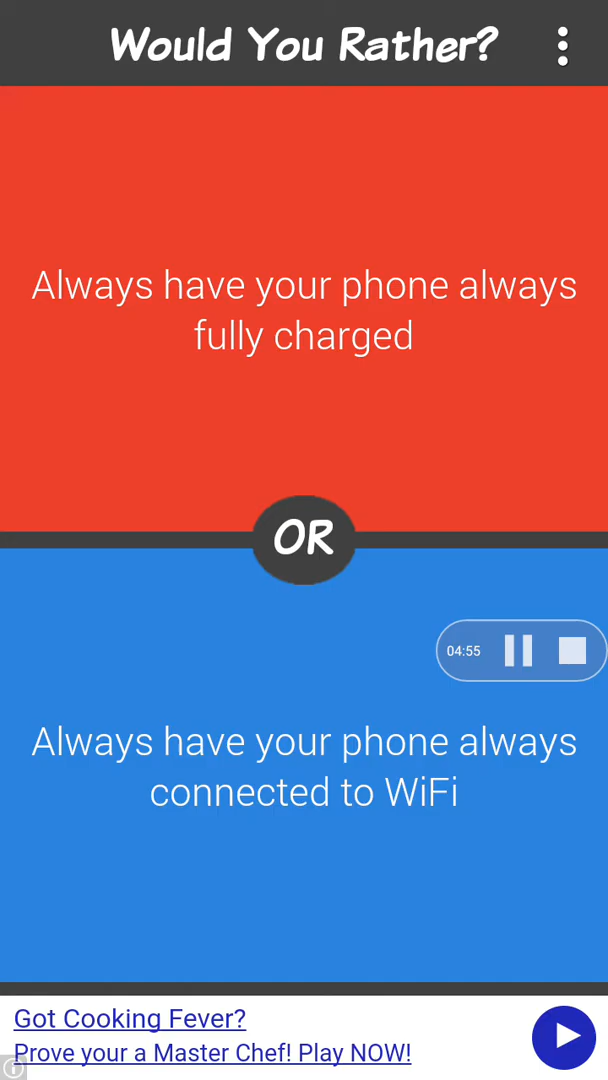 Would You Rather?
Always have your phone always
fully charged
OR
04:55
Always have your phone always
connected to WiFi
Got Cooking Fever?
Prove your a Master Chef! Play NOW!